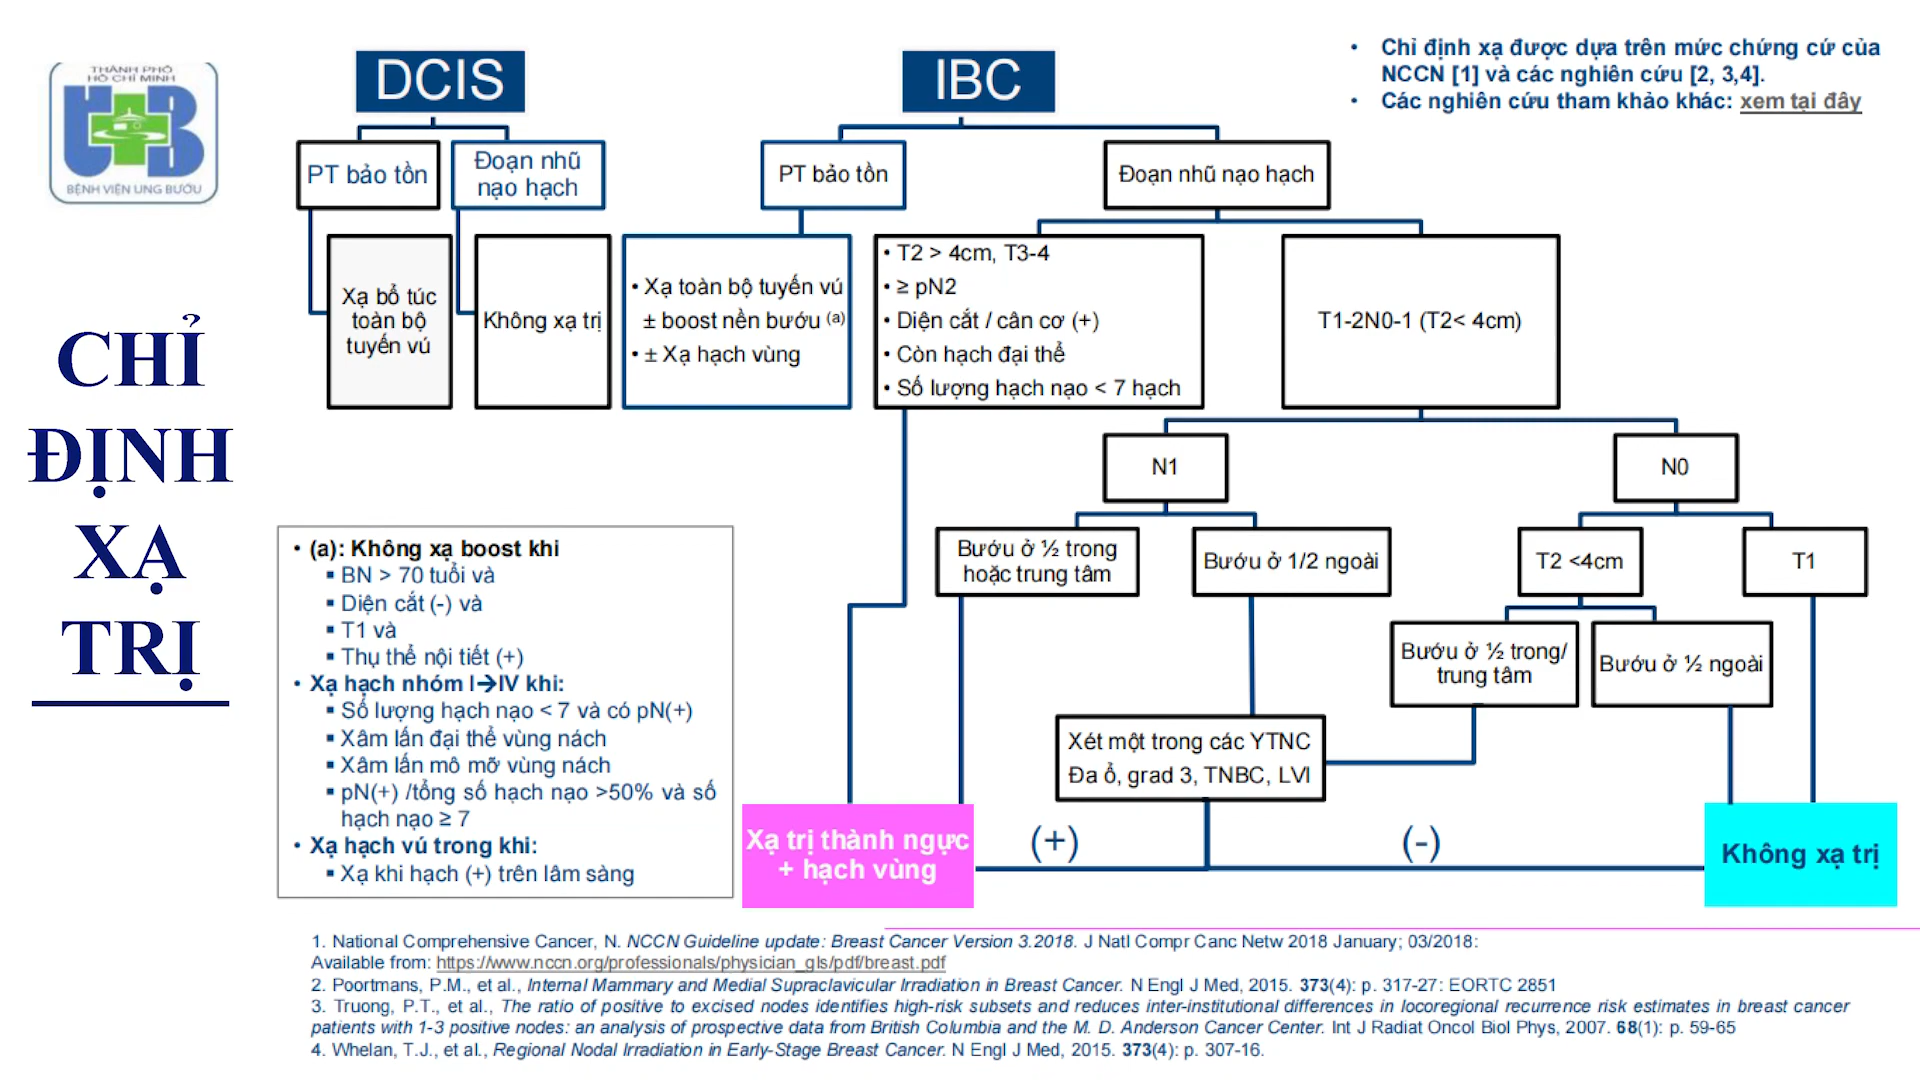 THÀNH PHỐ
HỒ CHÍ MINH
BỆNH VIỆN UNG BƯỚU
CHỈ
ĐỊNH
XẠ
TRỊ
DCIS
IBC
• Chỉ định xạ được dựa trên mức chứng cứ của
NCCN [1] và các nghiên cứu [2, 3,4].
• Các nghiên cứu tham khảo khác: xem tại đây
PT bảo tồn
Đoạn nhũ
nạo hạch
PT bảo tồn
Đoạn nhũ nạo hạch
Xạ bổ túc
toàn bộ
tuyến vú
Không xạ trị
• Xạ toàn bộ tuyến vú
± boost nền bướu (a)
• ± Xạ hạch vùng
• T2 > 4cm, T3-4
• ≥ pN2
• Diện cắt / cân cơ (+)
• Còn hạch đại thể
• Số lượng hạch nạo < 7 hạch
T1-2N0-1 (T2< 4cm)
N1
N0
Bướu ở ½ trong
hoặc trung tâm
Bướu ở 1/2 ngoài
T2 <4cm
T1
Bướu ở ½ trong/
trung tâm
Bướu ở ½ ngoài
Xét một trong các YTNC
Đa ổ, grad 3, TNBC, LVI
Xạ trị thành ngực
+ hạch vùng
(+)
(-)
Không xạ trị
• (a): Không xạ boost khi
▪ BN > 70 tuổi và
▪ Diện cắt (-) và
▪ T1 và
▪ Thụ thể nội tiết (+)
• Xạ hạch nhóm I→IV khi:
▪ Số lượng hạch nạo < 7 và có pN(+)
▪ Xâm lấn đại thể vùng nách
▪ Xâm lấn mô mỡ vùng nách
▪ pN(+) /tổng số hạch nạo >50% và số
hạch nạo ≥ 7
• Xạ hạch vú trong khi:
▪ Xạ khi hạch (+) trên lâm sàng
1. National Comprehensive Cancer, N. NCCN Guideline update: Breast Cancer Version 3.2018. J Natl Compr Canc Netw 2018 January; 03/2018:
Available from: https://www.nccn.org/professionals/physician_gls/pdf/breast.pdf
2. Poortmans, P.M., et al., Internal Mammary and Medial Supraclavicular Irradiation in Breast Cancer. N Engl J Med, 2015. 373(4): p. 317-27: EORTC 2851
3. Truong, P.T., et al., The ratio of positive to excised nodes identifies high-risk subsets and reduces inter-institutional differences in locoregional recurrence risk estimates in breast cancer
patients with 1-3 positive nodes: an analysis of prospective data from British Columbia and the M. D. Anderson Cancer Center. Int J Radiat Oncol Biol Phys, 2007. 68(1): p. 59-65
4. Whelan, T.J., et al., Regional Nodal Irradiation in Early-Stage Breast Cancer. N Engl J Med, 2015. 373(4): p. 307-16.